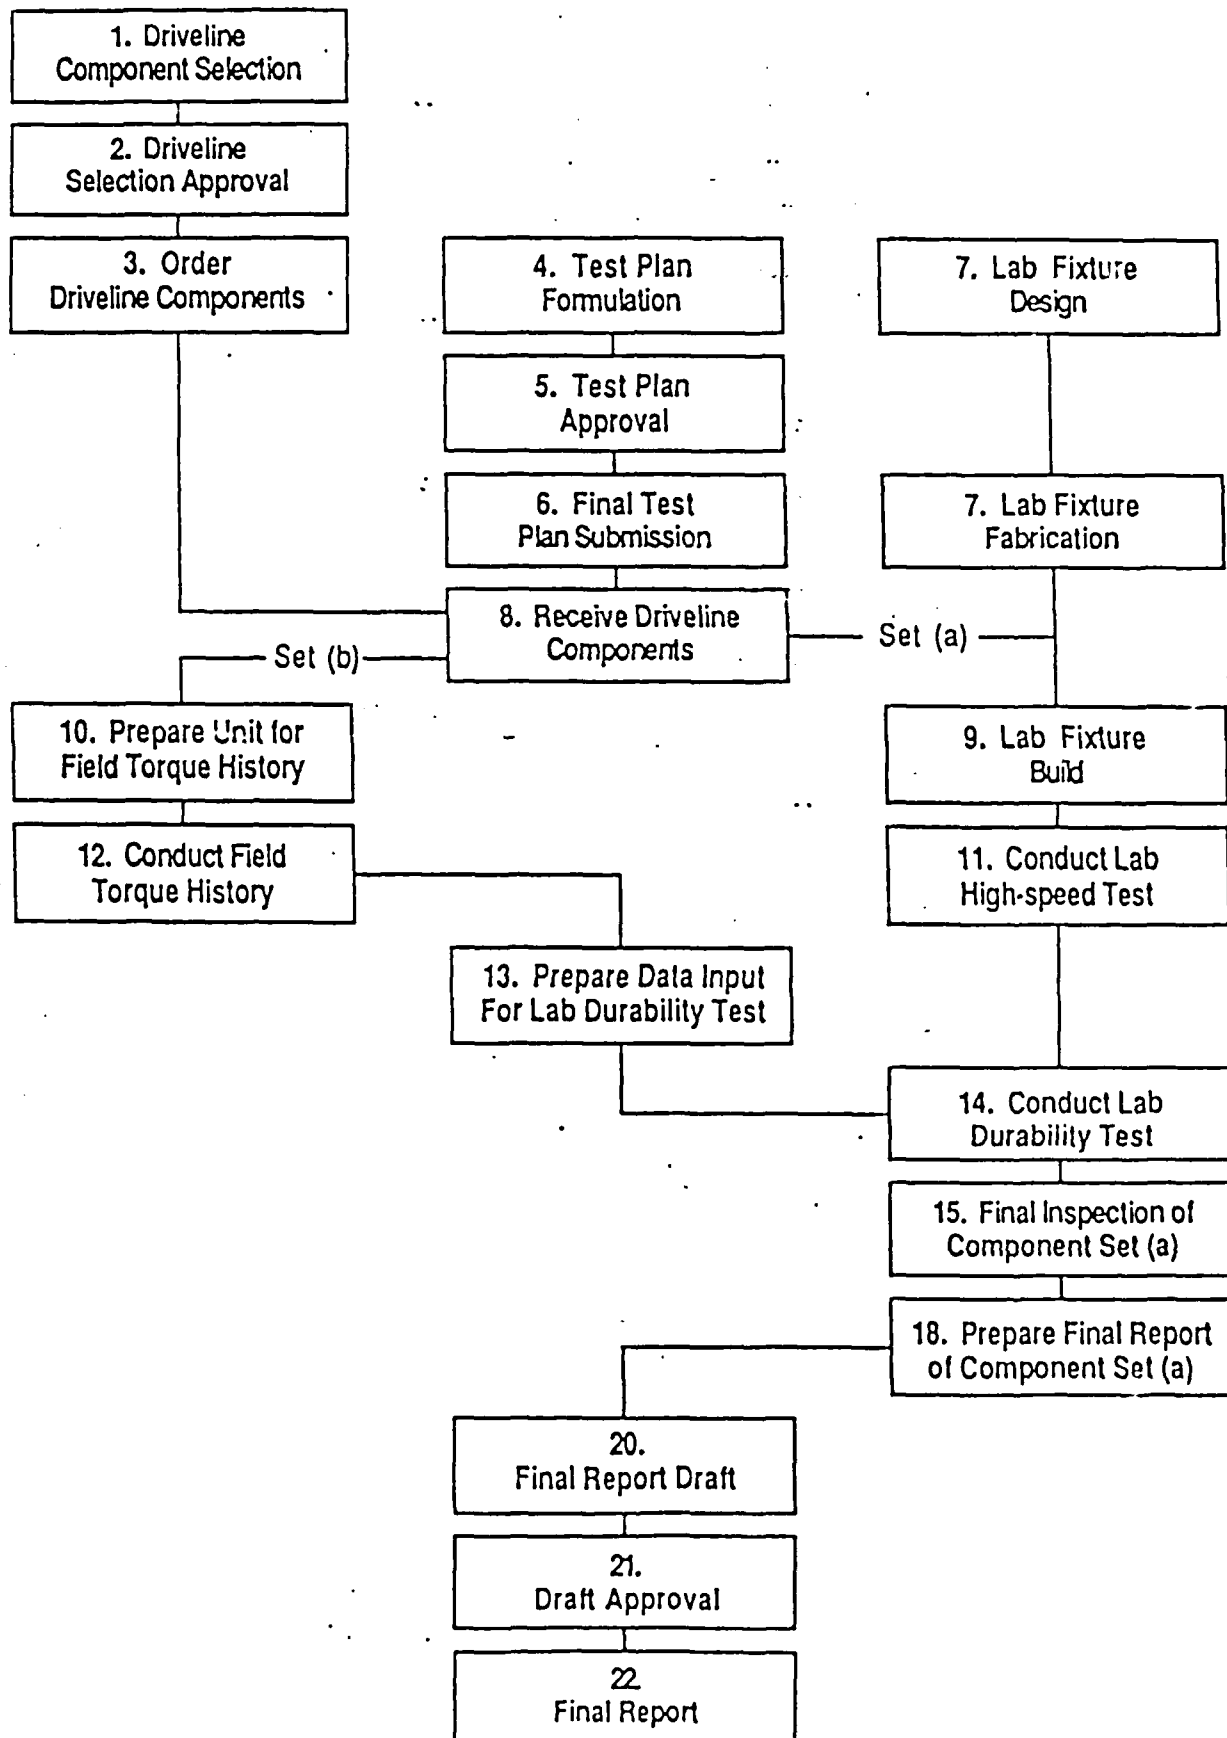 1. Driveline
Component Selection
2. Driveline
Selection Approval
3. Order
Driveline Components
4. Test Plan
Formulation
7. Lab Fixture
Design
5. Test Plan
Approval
6. Final Test
Plan Submission
7. Lab Fixture
Fabrication
8. Receive Driveline
Components
Set (a)
Set (b)
10. Prepare Unit for
Field Torque History
9. Lab Fixture
Build
12. Conduct Field
Torque History
11. Conduct Lab
High-speed Test
13. Prepare Data Input
For Lab Durability Test
14. Conduct Lab
Durability Test
15. Final Inspection of
Component Set (a)
18. Prepare Final Report
of Component Set (a)
20.
Final Report Draft
21.
Draft Approval
22
Final Report